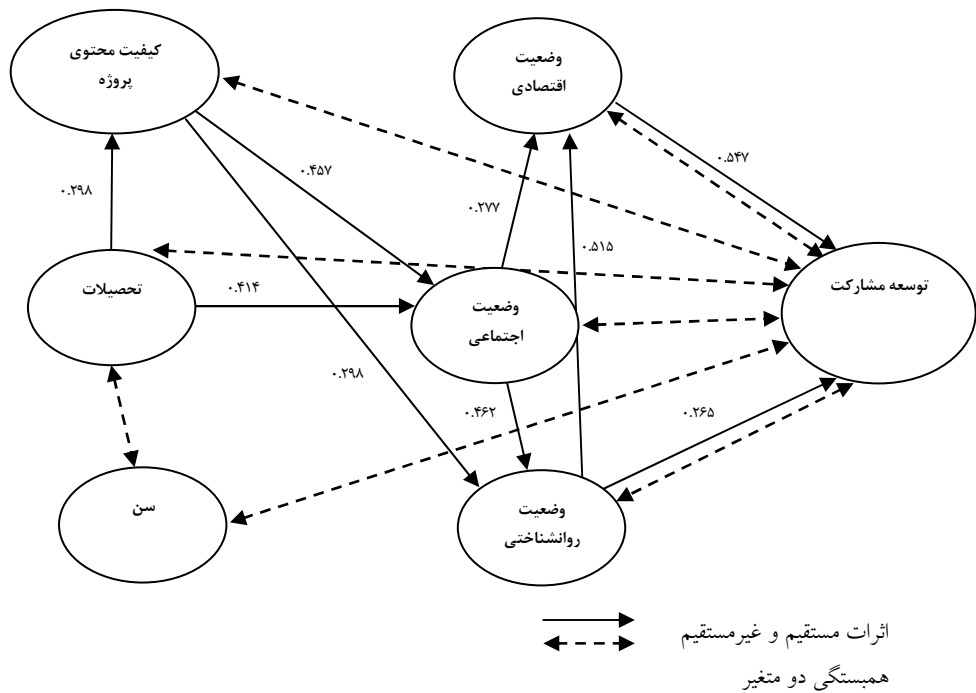 کیفیت محتوی
پروژه
وضعیت
اقتصادی
۰.۵۴۷
۰.۴۵۷
۰.۲۹۸
۰.۲۷۷
۰.۵۱۵
توسعه مشارکت
تحصیلات
۰.۴۱۴
وضعیت
اجتماعی
۰.۲۹۸
۰.۴۶۲
۰.۲۶۵
سن
وضعیت
روانشناختی
اثرات مستقیم و غیرمستقیم
همبستگی دو متغیر